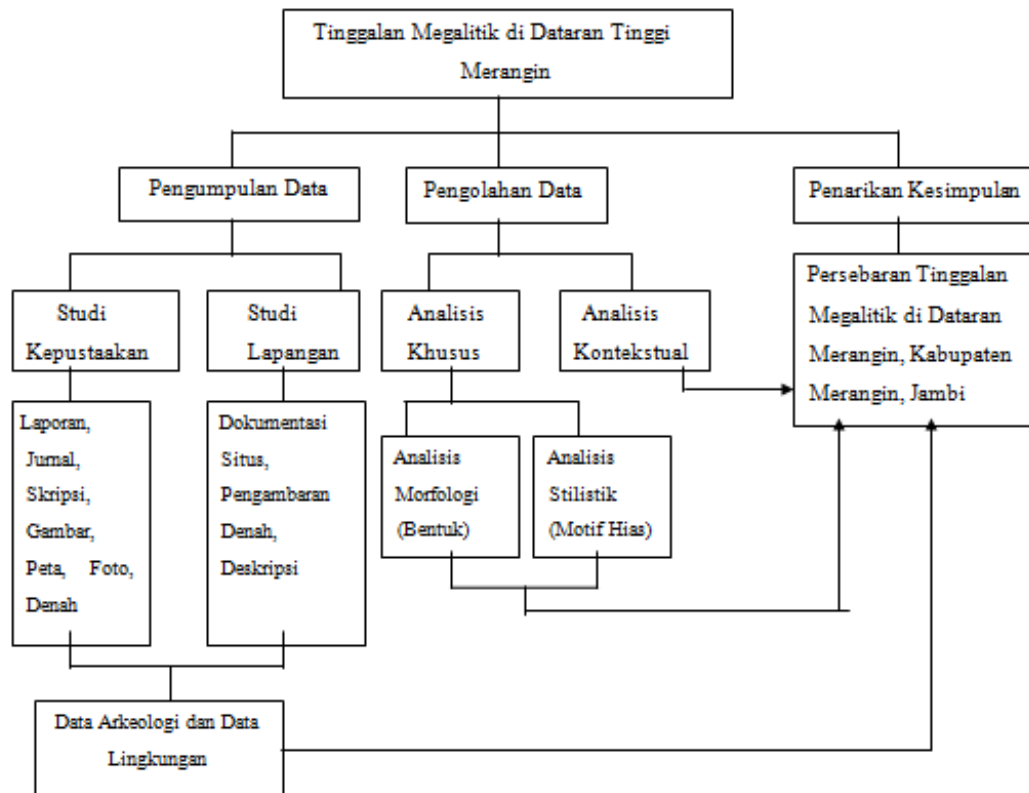 Tinggalan Megalitik di Dataran Tinggi
Merangin
Pengumpulan Data
Pengolahan Data
Penarikan Kesimpulan
Studi
Kepustaakan
Studi
Lapangan
Analisis
Khusus
Analisis
Kontekstual
Persebaran Tinggalan
Megalitik di Dataran
Merangin, Kabupaten
Merangin, Jambi
Laporan,
Jurnal,
Skripsi,
Gambar,
Peta, Foto,
Denah
Dokumentasi
Situs,
Pengambaran
Denah,
Deskripsi
Analisis
Morfologi
(Bentuk)
Analisis
Stilistik
(Motif Hias)
Data Arkeologi dan Data
Lingkungan